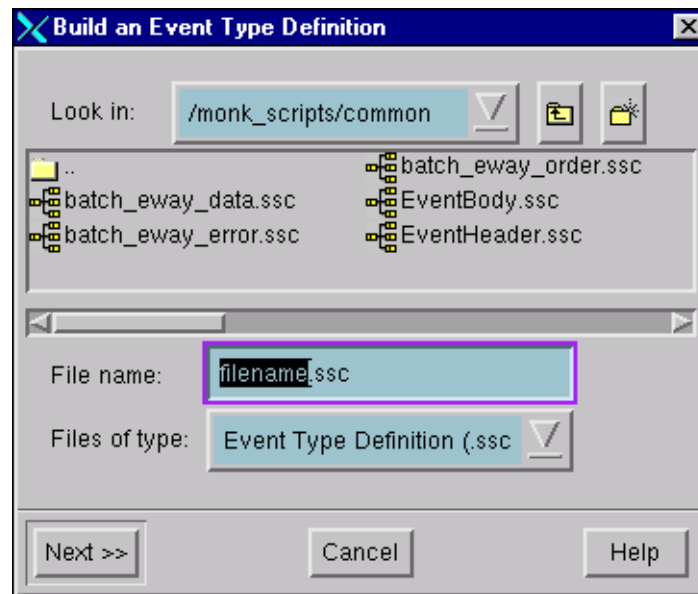 Build an Event Type Definition
Look in: /monk_scripts/common
.. batch_eway_order.ssc
batch_eway_data.ssc EventBody.ssc
batch_eway_error.ssc EventHeader.ssc
File name: filename.ssc
Files of type: Event Type Definition (.ssc
Next >> Cancel Help